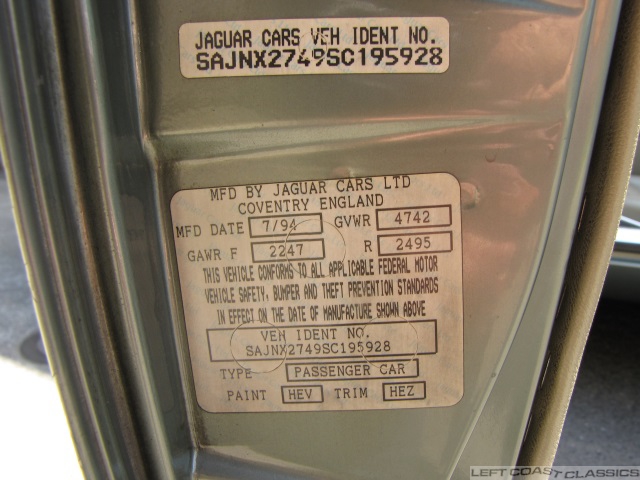 JAGUAR CARS VEH IDENT NO.
SAJNX2749SC195928
MFD BY JAGUAR CARS LTD
COVENTRY ENGLAND
MFD DATE 7/94 GVWR 4742
GAWR F 2247 R 2495
THIS VEHICLE CONFORMS TO ALL APPLICABLE FEDERAL MOTOR
VEHICLE SAFETY, BUMPER AND THEFT PREVENTION STANDARDS
IN EFFECT ON THE DATE OF MANUFACTURE SHOWN ABOVE
VEH IDENT NO.
SAJNX2749SC195928
TYPE PASSENGER CAR
PAINT HEV TRIM HEZ
LEFT COAST CLASSICS